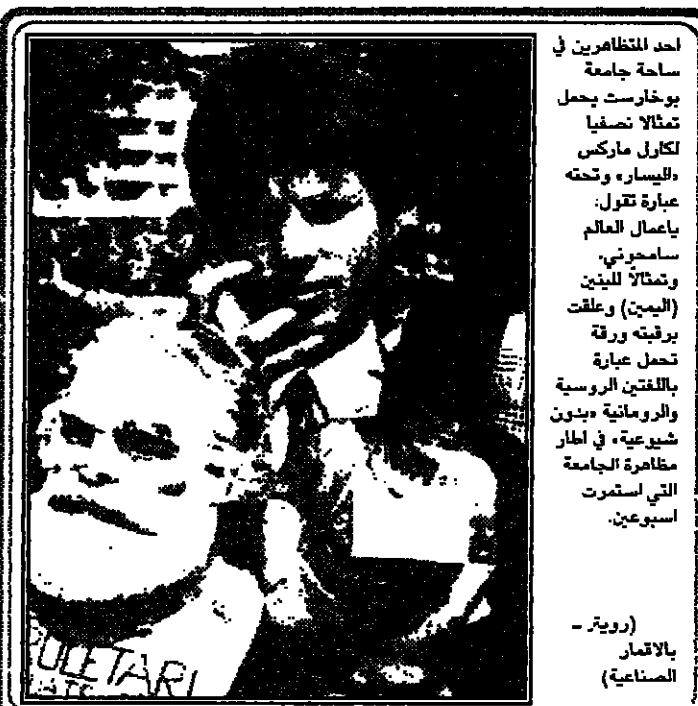 احد المتظاهرين في
ساحة جامعة
بوخارست يحمل
تمثالا نصفيا
لكارل ماركس
«لليسار» وتحته
عبارة تقول:
ياعمال العالم
سامحوني،
وتمثالاً للينين
(اليمين) وعلقت
برقبته ورقة
تحمل عبارة
باللغتين الروسية
والرومانية «بدون
شيوعية» في اطار
مظاهرة الجامعة
التي استمرت
اسبوعين.
(رويتر –
بالاقمار
الصناعية)
OLETARI